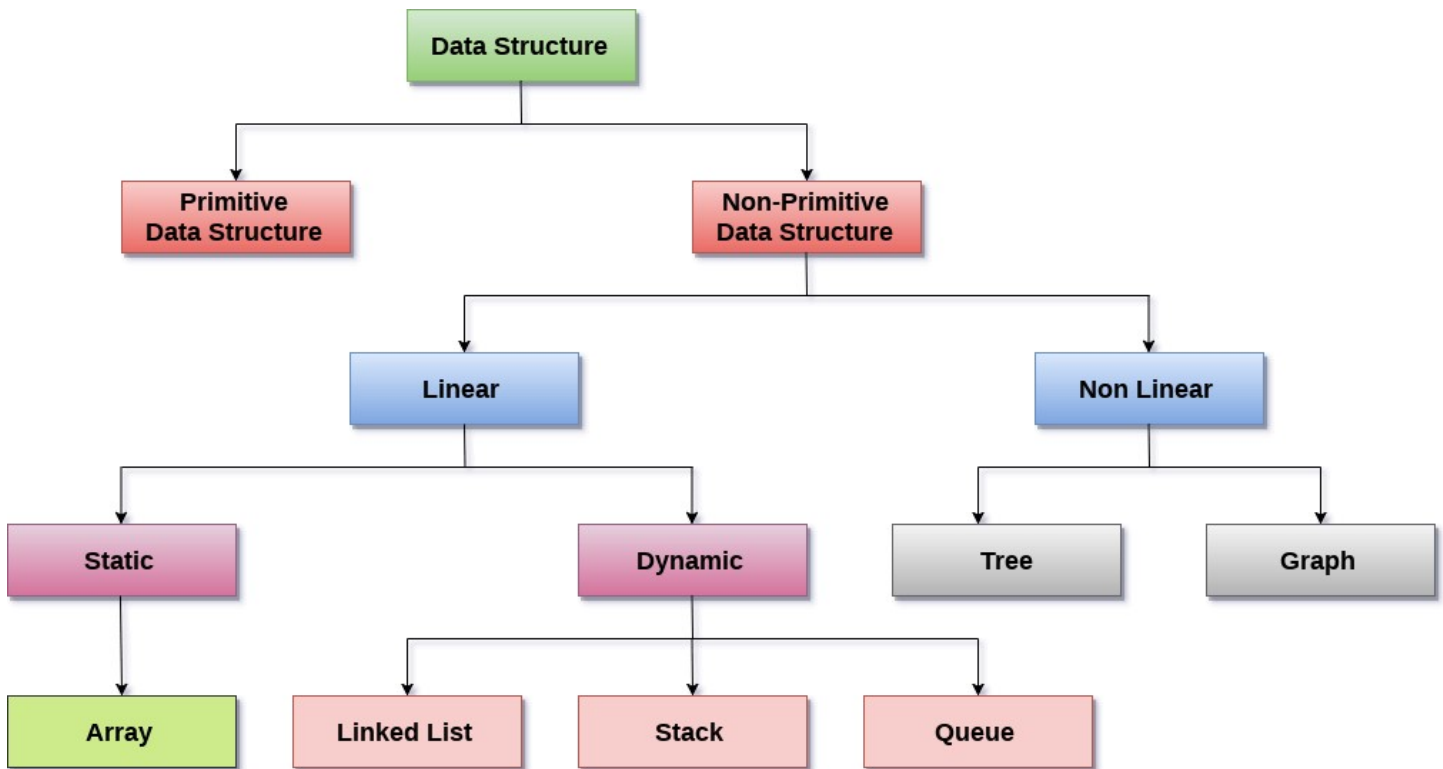 Data Structure
Primitive
Data Structure
Non-Primitive
Data Structure
Linear
Non Linear
Static
Dynamic
Tree
Graph
Array
Linked List
Stack
Queue